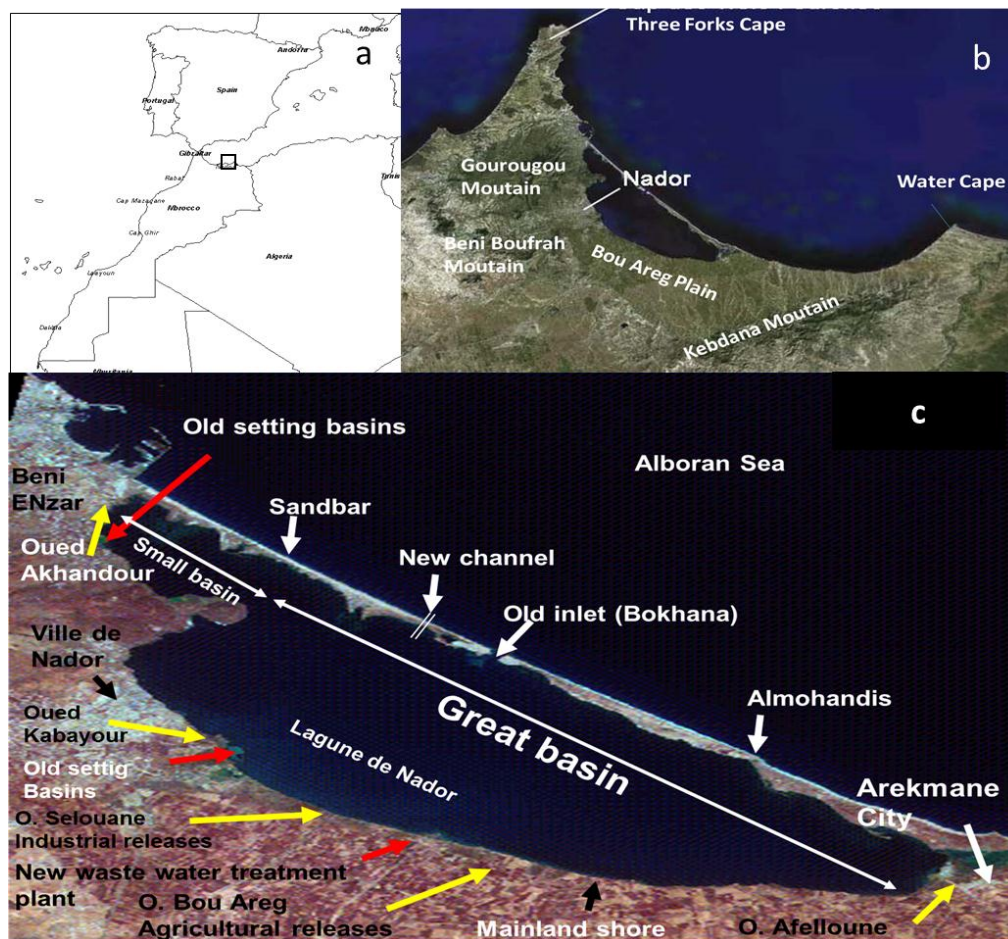 a
Andorra
Portugal
Spain
Gibraltar
Rabat
Cap Mazagane
Morocco
Cap Ghir
Laayoun
Algeria
Dakhla
b
Three Forks Cape
Gourougou
Moutain
Nador
Water Cape
Beni Boufrah
Moutain
Bou Areg Plain
Kebdana Moutain
c
Old setting basins
Alboran Sea
Beni
ENzar
Sandbar
Oued
Akhandour
Small basin
New channel
Old inlet (Bokhana)
Ville de
Nador
Great basin
Almohandis
Oued
Kabayour
Lagune de Nador
Old settig
Basins
Arekmane
City
O. Selouane
Industrial releases
New waste water treatment
plant
O. Bou Areg
Agricultural releases
Mainland shore
O. Afelloune